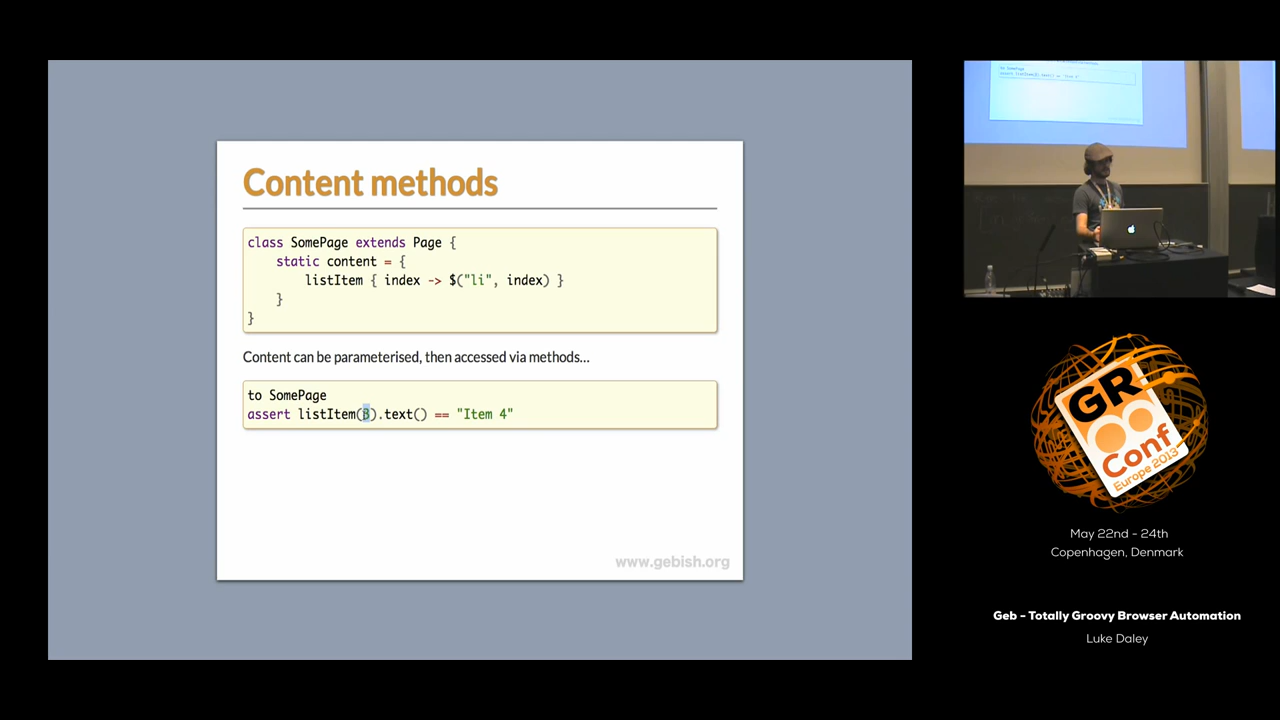 Content methods
class SomePage extends Page {
static content = {
listItem { index -> $("li", index) }
}
}
Content can be parameterised, then accessed via methods…
to SomePage
assert listItem(3).text() == "Item 4"
www.gebish.org
GR
Conf
Europe 2013
May 22nd - 24th
Copenhagen, Denmark
Geb - Totally Groovy Browser Automation
Luke Daley